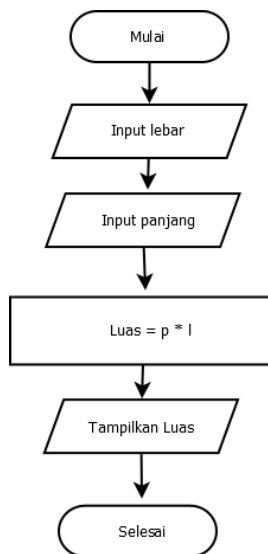 Mulai
Input lebar
Input panjang
Luas = p * l
Tampilkan Luas
Selesai